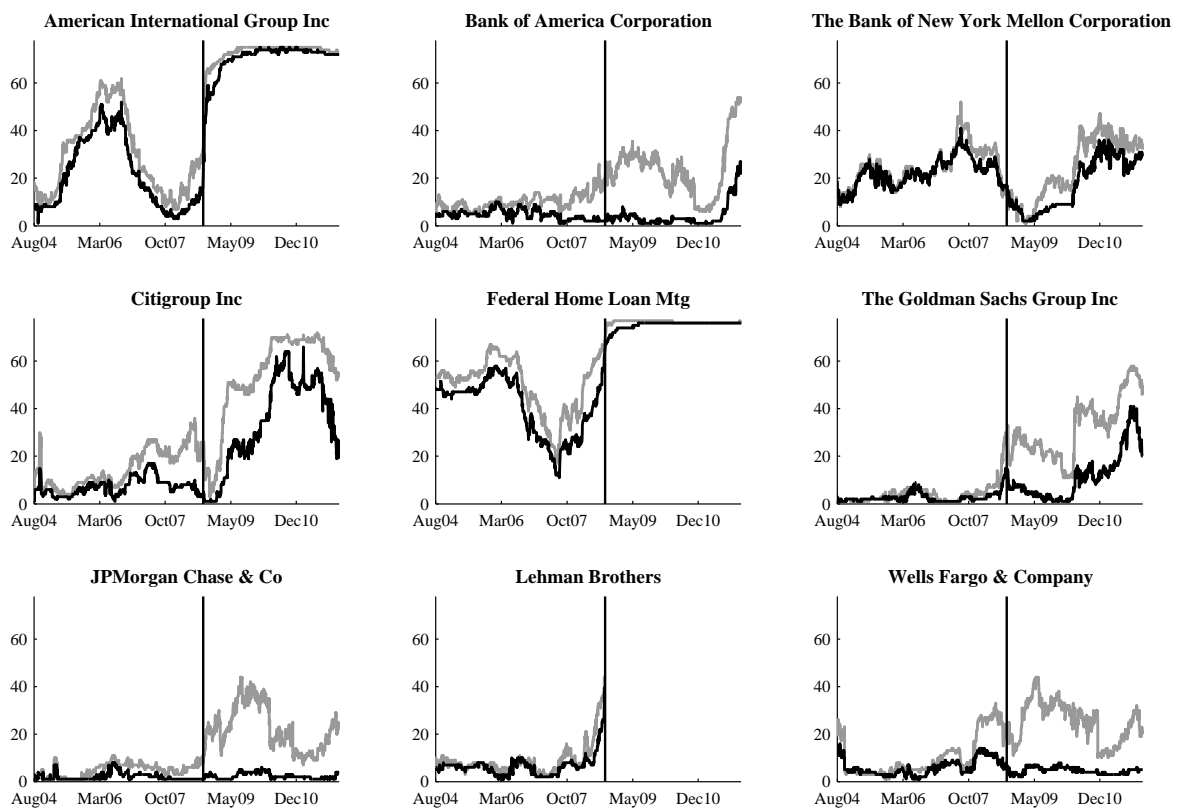 American International Group Inc
60
40
20
0
Aug04 Mar06 Oct07 May09 Dec10
Bank of America Corporation
60
40
20
0
Aug04 Mar06 Oct07 May09 Dec10
The Bank of New York Mellon Corporation
60
40
20
0
Aug04 Mar06 Oct07 May09 Dec10
Citigroup Inc
60
40
20
0
Aug04 Mar06 Oct07 May09 Dec10
Federal Home Loan Mtg
60
40
20
0
Aug04 Mar06 Oct07 May09 Dec10
The Goldman Sachs Group Inc
60
40
20
0
Aug04 Mar06 Oct07 May09 Dec10
JPMorgan Chase & Co
60
40
20
0
Aug04 Mar06 Oct07 May09 Dec10
Lehman Brothers
60
40
20
0
Aug04 Mar06 Oct07 May09 Dec10
Wells Fargo & Company
60
40
20
0
Aug04 Mar06 Oct07 May09 Dec10